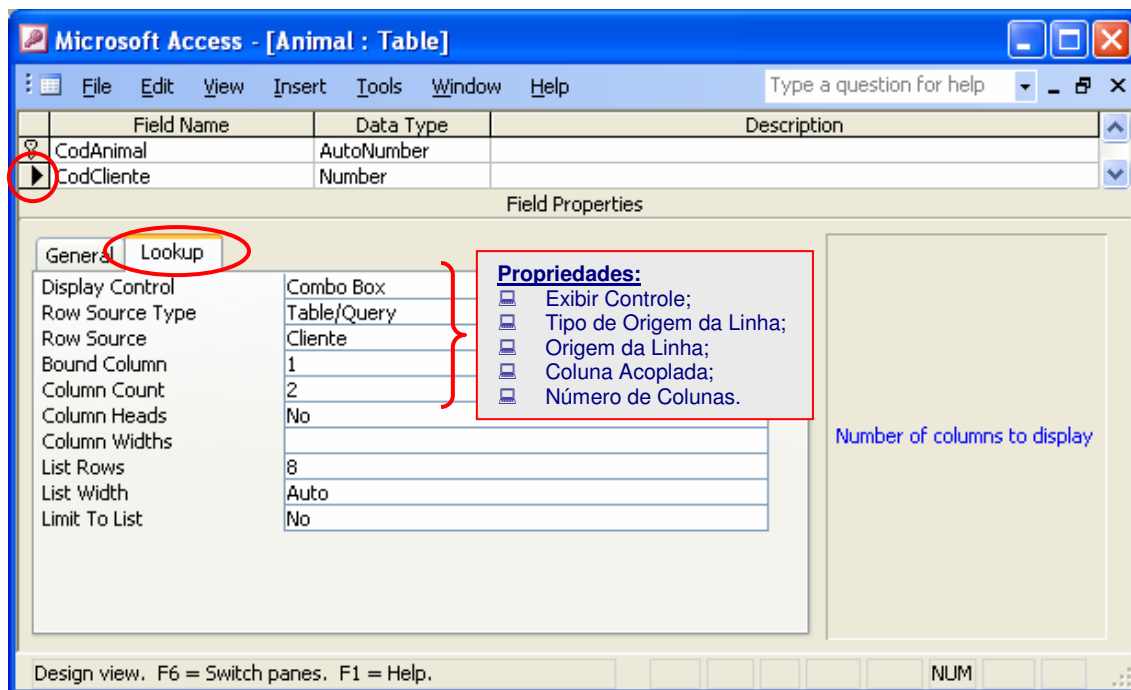 Microsoft Access - [Animal : Table]
File Edit View Insert Tools Window Help Type a question for help
Field Name Data Type Description
CodAnimal AutoNumber
CodCliente Number
Field Properties
General Lookup
Display Control Combo Box
Row Source Type Table/Query
Row Source Cliente
Bound Column 1
Column Count 2
Column Heads No
Column Widths
List Rows 8
List Width Auto
Limit To List No
Propriedades:
Exibir Controle;
Tipo de Origem da Linha;
Origem da Linha;
Coluna Acoplada;
Número de Colunas.
Number of columns to display
Design view. F6 = Switch panes. F1 = Help. NUM